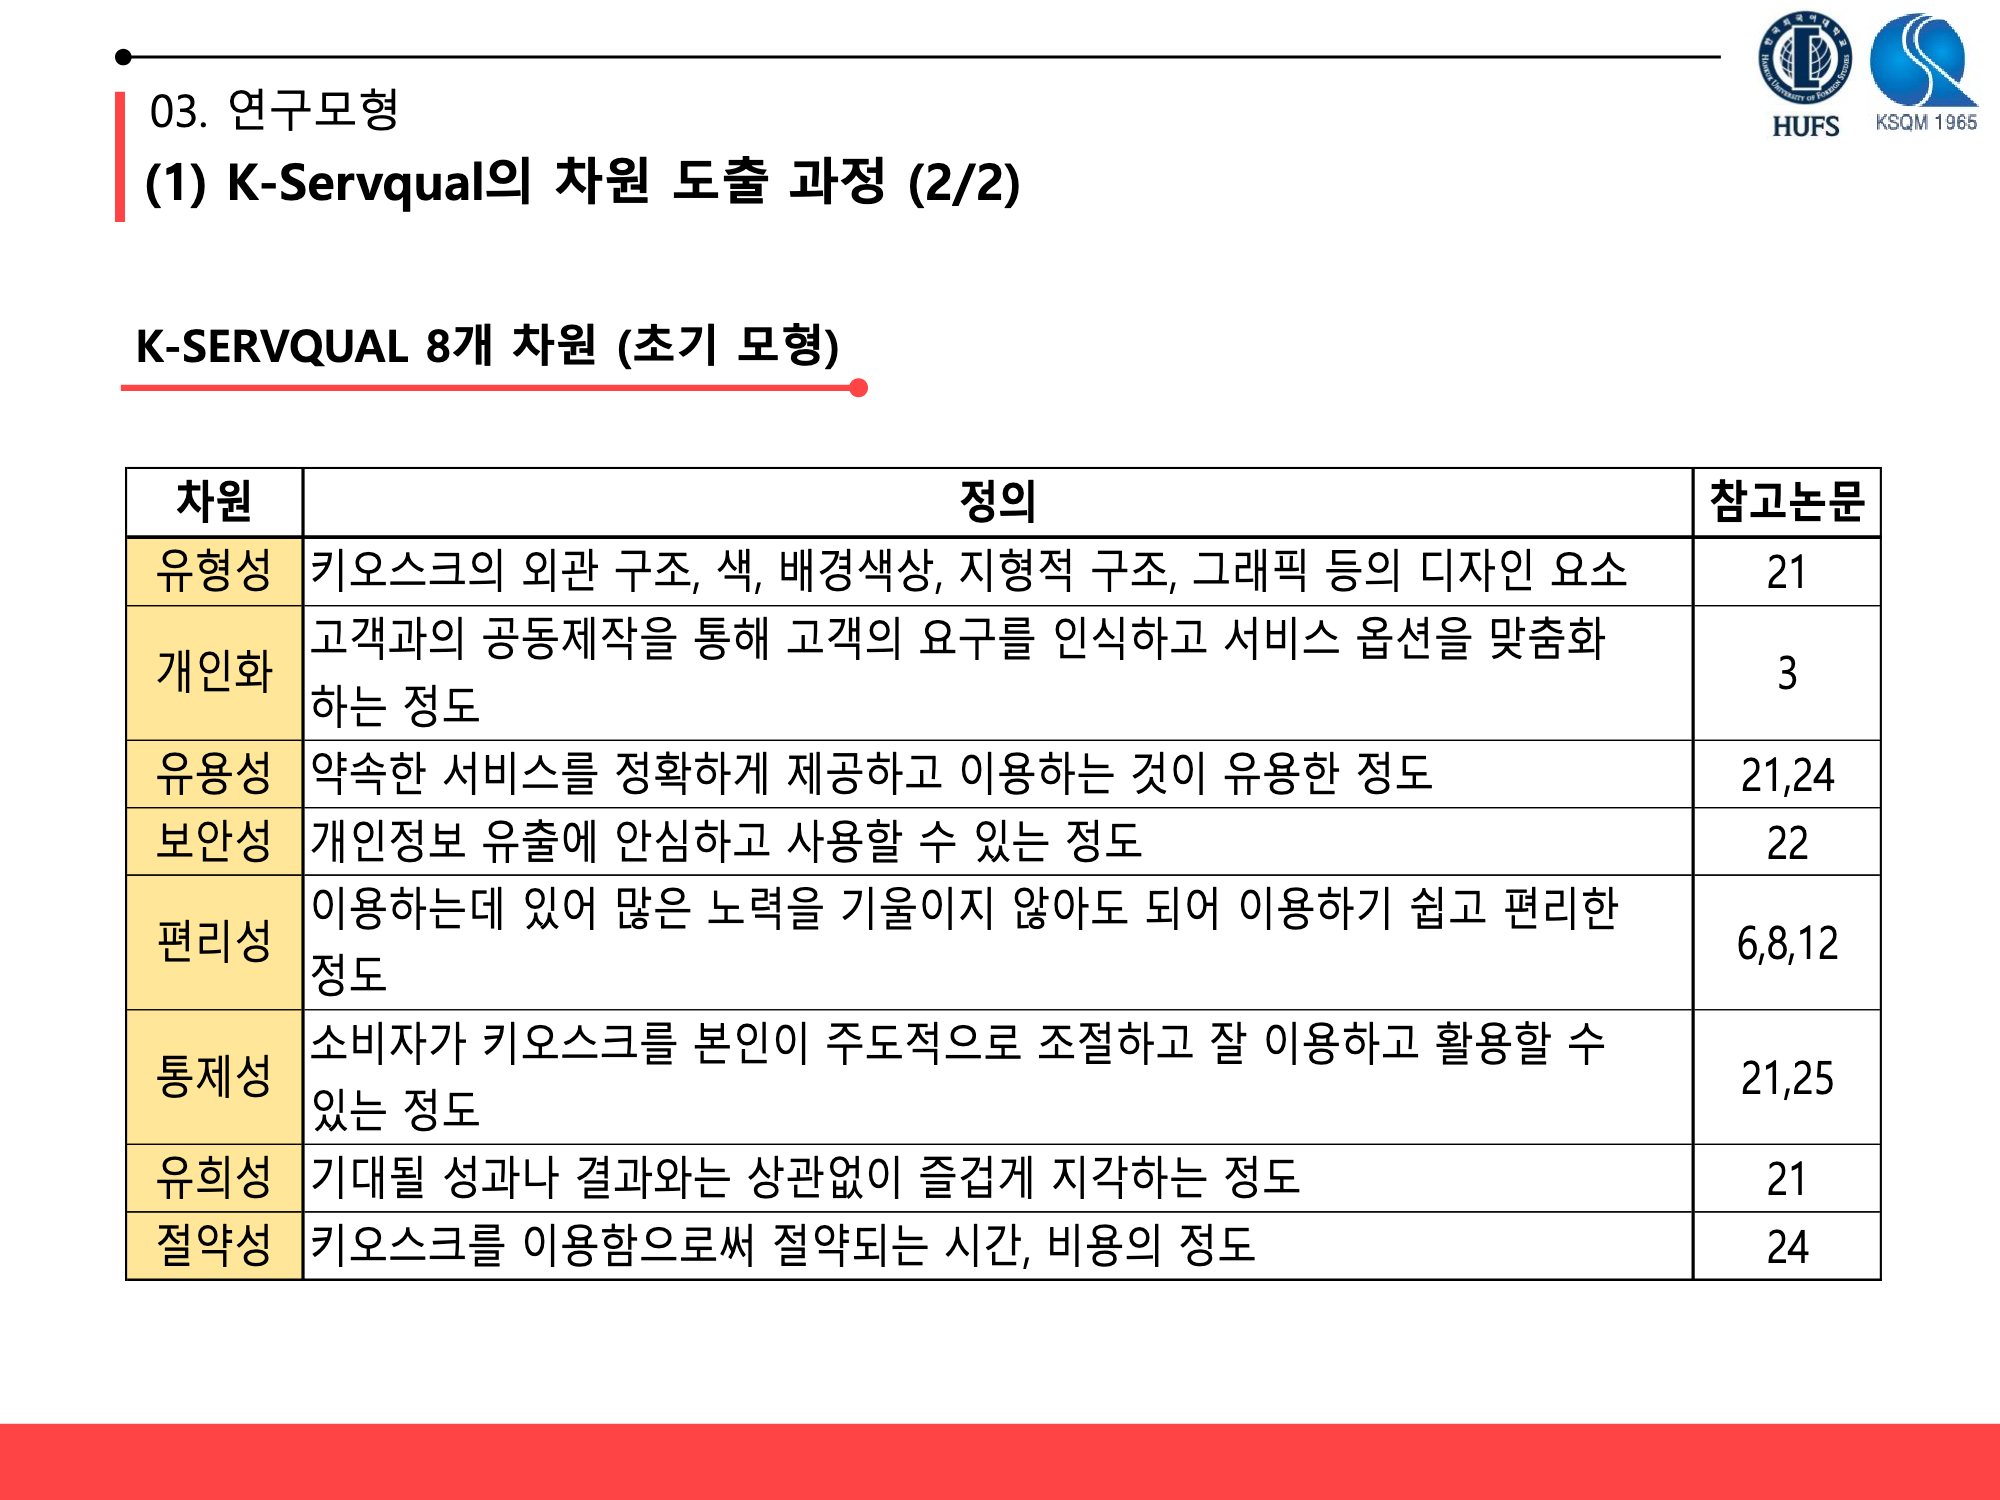 03. 연구모형
(1) K-Servqual의 차원 도출 과정 (2/2)
HUFS
KSQM 1965
K-SERVQUAL 8개 차원 (초기 모형)
차원 정의 참고논문
유형성 키오스크의 외관 구조, 색, 배경색상, 지형적 구조, 그래픽 등의 디자인 요소 21
개인화 고객과의 공동제작을 통해 고객의 요구를 인식하고 서비스 옵션을 맞춤화
하는 정도 3
유용성 약속한 서비스를 정확하게 제공하고 이용하는 것이 유용한 정도 21,24
보안성 개인정보 유출에 안심하고 사용할 수 있는 정도 22
편리성 이용하는데 있어 많은 노력을 기울이지 않아도 되어 이용하기 쉽고 편리한
정도 6,8,12
통제성 소비자가 키오스크를 본인이 주도적으로 조절하고 잘 이용하고 활용할 수
있는 정도 21,25
유희성 기대될 성과나 결과와는 상관없이 즐겁게 지각하는 정도 21
절약성 키오스크를 이용함으로써 절약되는 시간, 비용의 정도 24